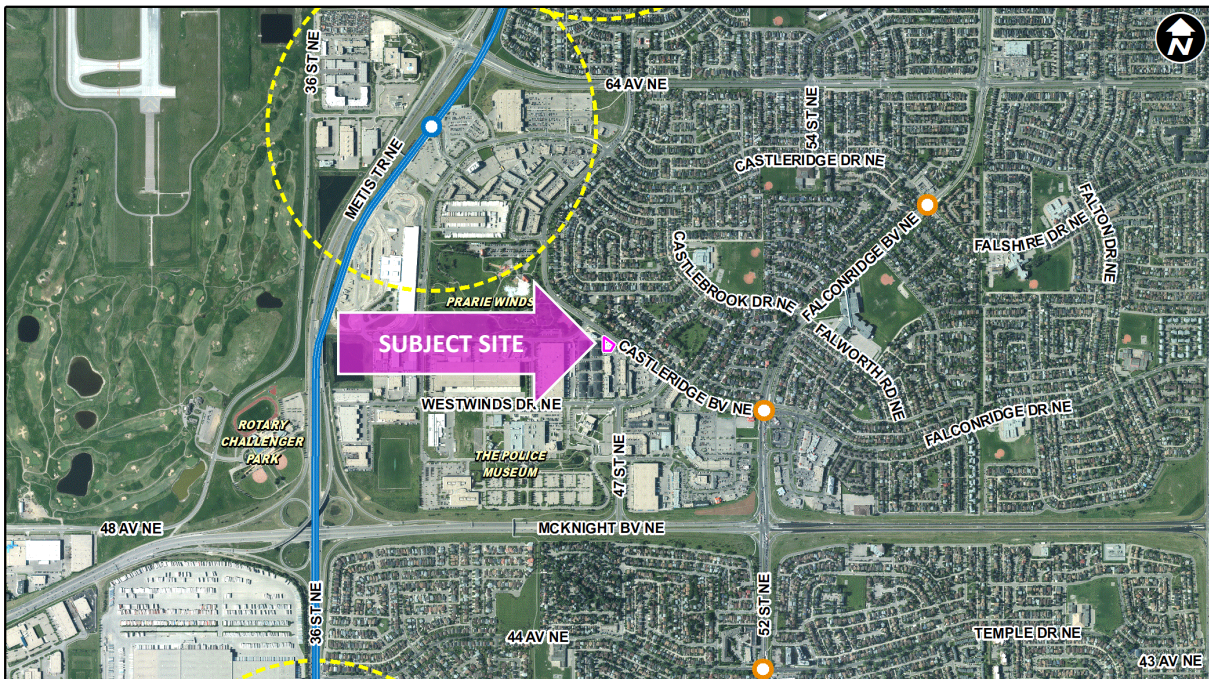 36 ST NE
N
64 AV NE
54 ST NE
CASTLERIDGE DR NE
METIS TR NE
FALTON DR NE
FALSHIRE DR NE
FALCONRIDGE BV NE
CASTLEBROOK DR NE
PRARIE WINDS
SUBJECT SITE
FALWORTH RD NE
CASTLERIDGE BV NE
WESTWINDS DR NE
FALCONRIDGE DR NE
ROTARY
CHALLENGER
PARK
THE POLICE
MUSEUM
47 ST NE
48 AV NE
MCKNIGHT BV NE
36 ST NE
52 ST NE
44 AV NE
TEMPLE DR NE
43 AV NE